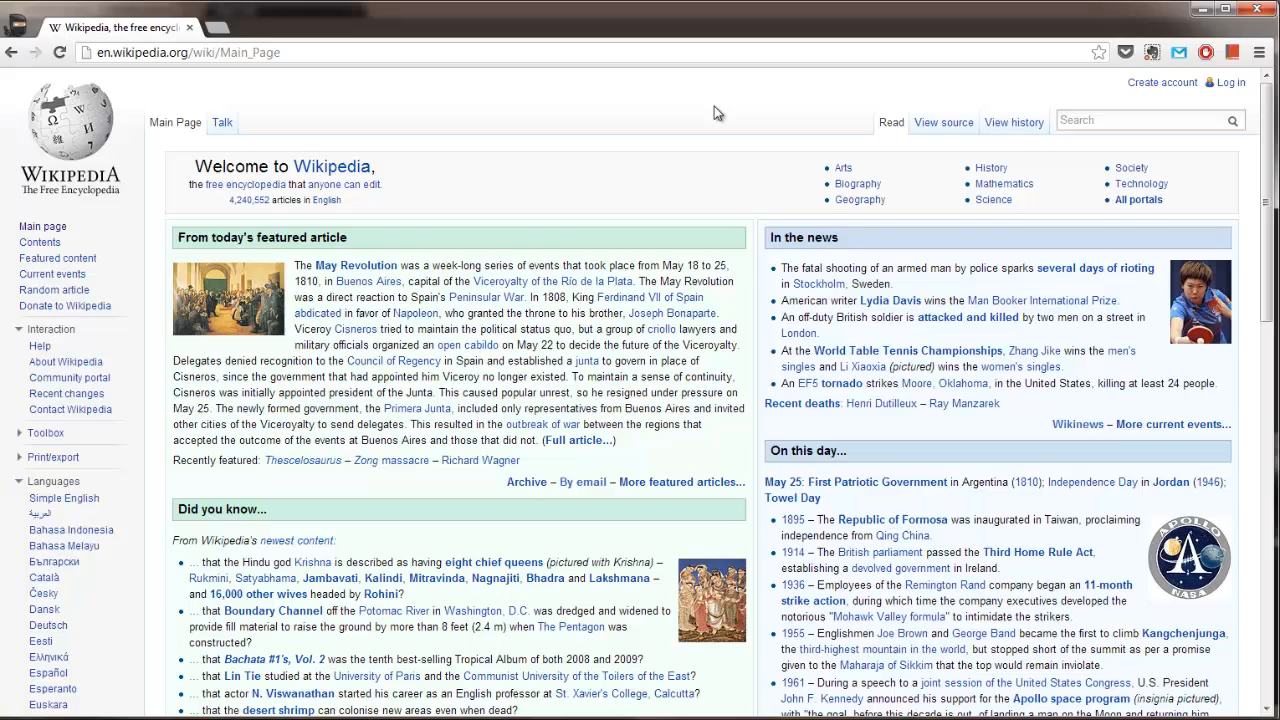 Wikipedia, the free encycl
en.wikipedia.org/wiki/Main_Page
Create account Log in
Main Page Talk Read View source View history Search
WIKIPEDIA
The Free Encyclopedia
Main page
Contents
Featured content
Current events
Random article
Donate to Wikipedia
Interaction
Help
About Wikipedia
Community portal
Recent changes
Contact Wikipedia
Toolbox
Print/export
Languages
Simple English
العربية
Bahasa Indonesia
Bahasa Melayu
Български
Català
Česky
Dansk
Deutsch
Eesti
Ελληνικά
Español
Esperanto
Euskara
Welcome to Wikipedia,
the free encyclopedia that anyone can edit.
4,240,552 articles in English
Arts
Biography
Geography
History
Mathematics
Science
Society
Technology
All portals
From today's featured article
The May Revolution was a week-long series of events that took place from May 18 to 25,
1810, in Buenos Aires, capital of the Viceroyalty of the Río de la Plata. The May Revolution
was a direct reaction to Spain's Peninsular War. In 1808, King Ferdinand VII of Spain
abdicated in favor of Napoleon, who granted the throne to his brother, Joseph Bonaparte.
Viceroy Cisneros tried to maintain the political status quo, but a group of criollo lawyers and
military officials organized an open cabildo on May 22 to decide the future of the Viceroyalty.
Delegates denied recognition to the Council of Regency in Spain and established a junta to govern in place of
Cisneros, since the government that had appointed him Viceroy no longer existed. To maintain a sense of continuity,
Cisneros was initially appointed president of the Junta. This caused popular unrest, so he resigned under pressure on
May 25. The newly formed government, the Primera Junta, included only representatives from Buenos Aires and invited
other cities of the Viceroyalty to send delegates. This resulted in the outbreak of war between the regions that
accepted the outcome of the events at Buenos Aires and those that did not. (Full article...)
Recently featured: Thescelosaurus – Zong massacre – Richard Wagner
Archive – By email – More featured articles...
Did you know...
From Wikipedia's newest content:
... that the Hindu god Krishna is described as having eight chief queens (pictured with Krishna) –
Rukmini, Satyabhama, Jambavati, Kalindi, Mitravinda, Nagnajiti, Bhadra and Lakshmana –
and 16,000 other wives headed by Rohini?
... that Boundary Channel off the Potomac River in Washington, D.C. was dredged and widened to
provide fill material to raise the ground by more than 8 feet (2.4 m) when The Pentagon was
constructed?
... that Bachata #1's, Vol. 2 was the tenth best-selling Tropical Album of both 2008 and 2009?
... that Lin Tie studied at the University of Paris and the Communist University of the Toilers of the East?
... that actor N. Viswanathan started his career as an English professor at St. Xavier's College, Calcutta?
... that the desert shrimp can colonise new areas even when dead?
In the news
The fatal shooting of an armed man by police sparks several days of rioting
in Stockholm, Sweden.
American writer Lydia Davis wins the Man Booker International Prize.
An off-duty British soldier is attacked and killed by two men on a street in
London.
At the World Table Tennis Championships, Zhang Jike wins the men's
singles and Li Xiaoxia (pictured) wins the women's singles.
An EF5 tornado strikes Moore, Oklahoma, in the United States, killing at least 24 people.
Recent deaths: Henri Dutilleux – Ray Manzarek
Wikinews – More current events...
On this day...
May 25: First Patriotic Government in Argentina (1810); Independence Day in Jordan (1946);
Towel Day
1895 – The Republic of Formosa was inaugurated in Taiwan, proclaiming
independence from Qing China.
1914 – The British parliament passed the Third Home Rule Act,
establishing a devolved government in Ireland.
1936 – Employees of the Remington Rand company began an 11-month
strike action, during which time the company executives developed the
notorious "Mohawk Valley formula" to intimidate the strikers.
1955 – Englishmen Joe Brown and George Band became the first to climb Kangchenjunga,
the third-highest mountain in the world, but stopped short of the summit as per a promise
given to the Maharaja of Sikkim that the top would remain inviolate.
1961 – During a speech to a joint session of the United States Congress, U.S. President
John F. Kennedy announced his support for the Apollo space program (insignia pictured),
with "the goal, before this decade is out, of landing a man on the Moon and returning him
APOLLO
NASA